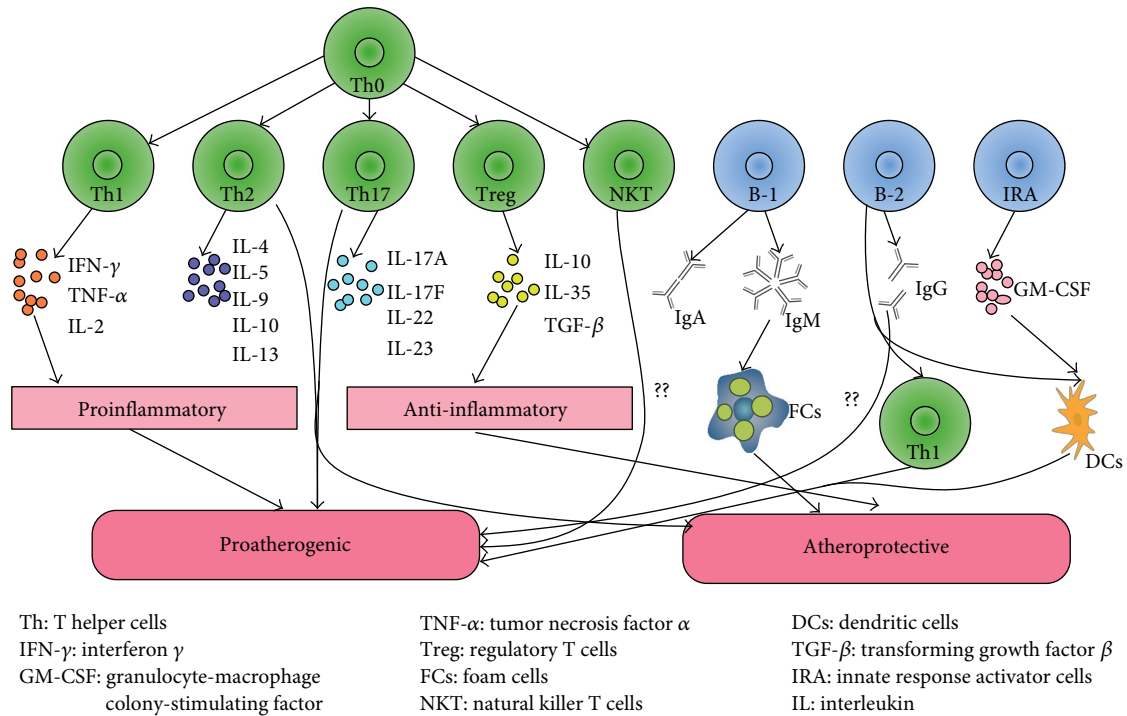 Th0
Th1
Th2
Th17
Treg
NKT
B-1
B-2
IRA
IFN-γ
TNF-α
IL-2
IL-4
IL-5
IL-9
IL-10
IL-13
IL-17A
IL-17F
IL-22
IL-23
IL-10
IL-35
TGF-β
IgA
IgM
IgG
GM-CSF
Proinflammatory
Anti-inflammatory
??
FCs
??
Th1
DCs
Proatherogenic
Atheroprotective
Th: T helper cells
IFN-γ: interferon γ
GM-CSF: granulocyte-macrophage
colony-stimulating factor
TNF-α: tumor necrosis factor α
Treg: regulatory T cells
FCs: foam cells
NKT: natural killer T cells
DCs: dendritic cells
TGF-β: transforming growth factor β
IRA: innate response activator cells
IL: interleukin